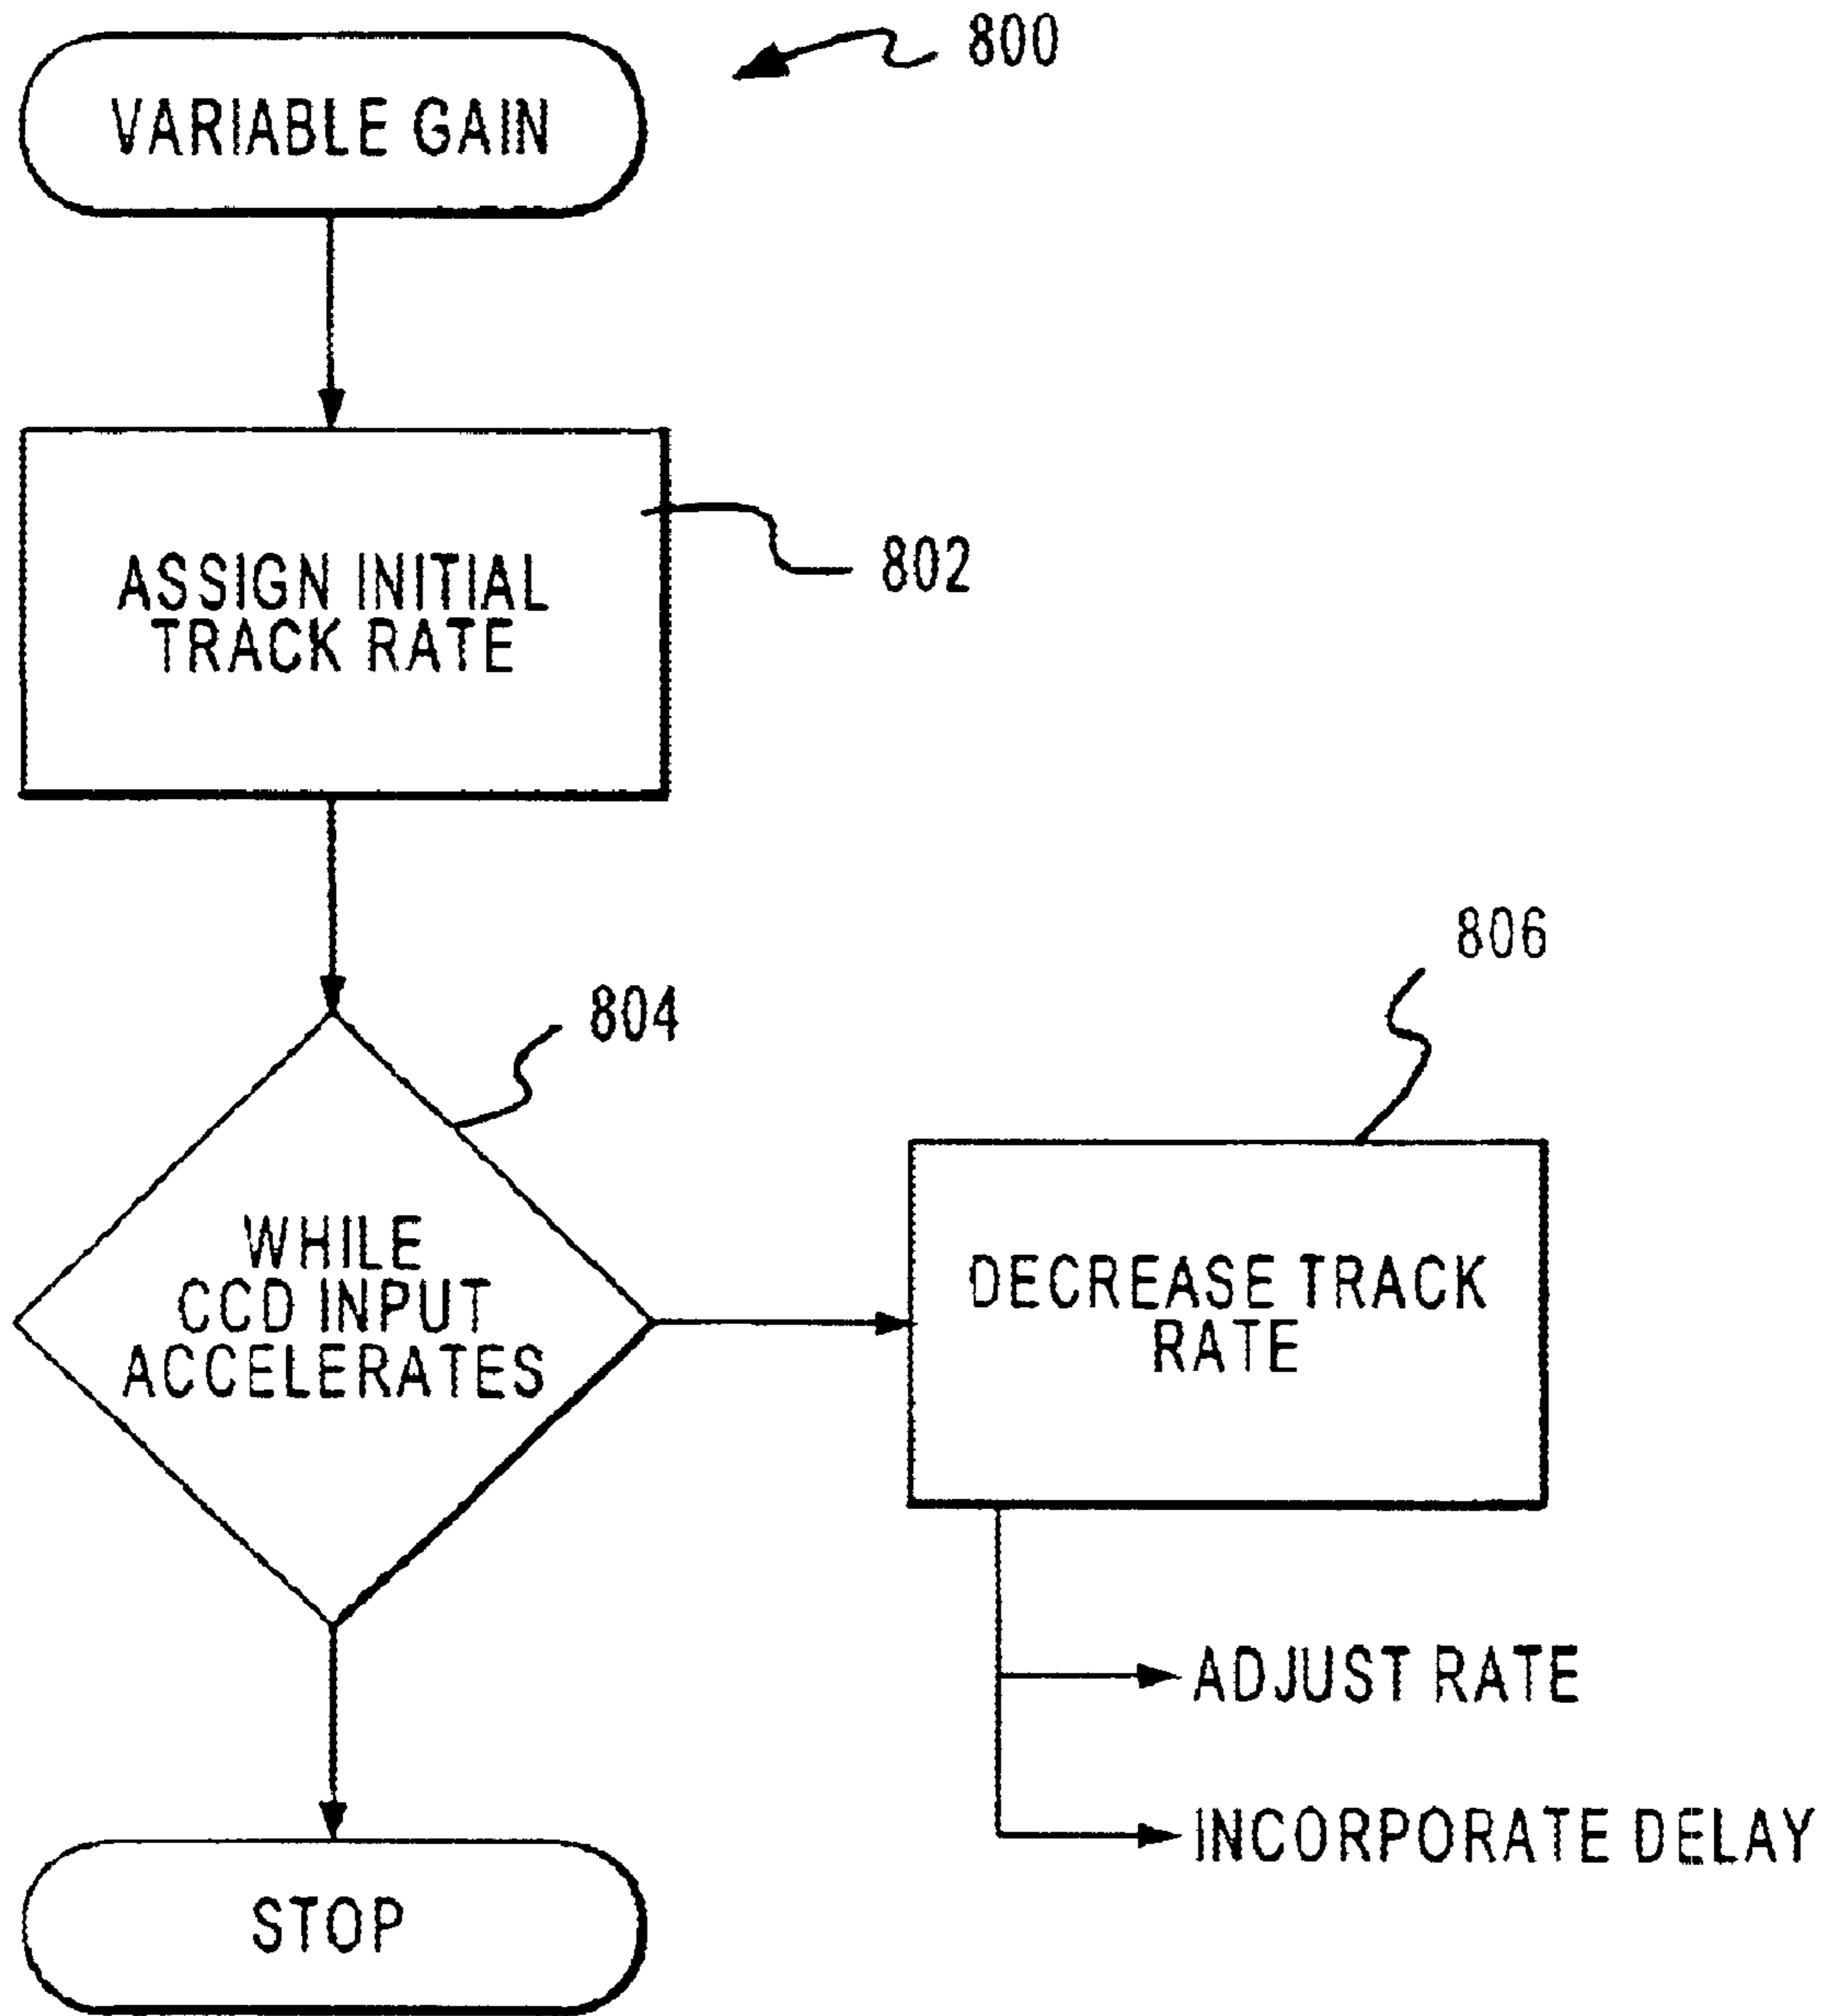 800
VARIABLE GAIN
ASSIGN INITIAL
TRACK RATE
802
804
WHILE
CCD INPUT
ACCELERATES
806
DECREASE TRACK
RATE
ADJUST RATE
INCORPORATE DELAY
STOP